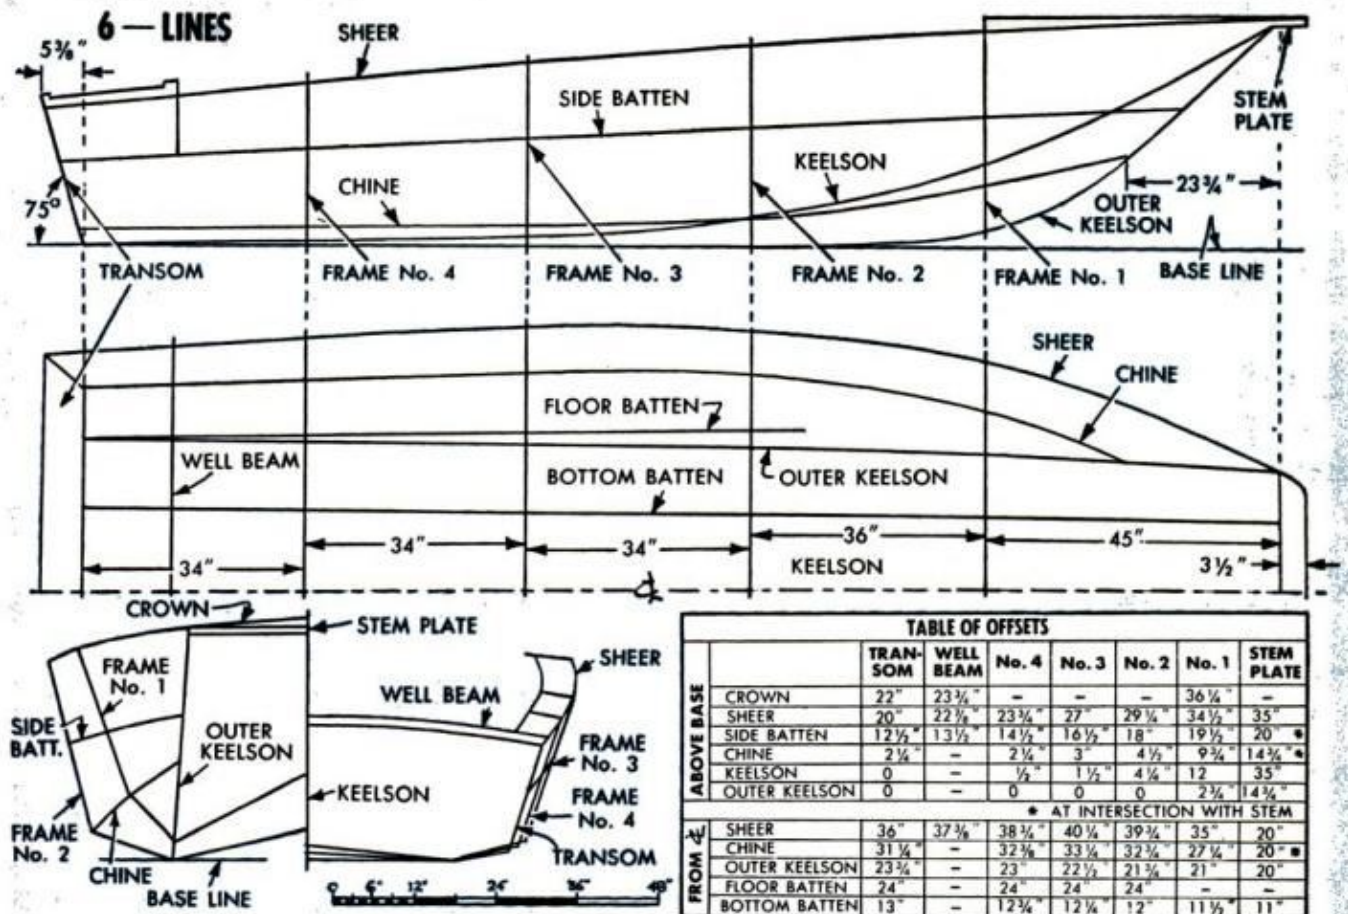 6 — LINES
5⅜"
SHEER
SIDE BATTEN
STEM PLATE
KEELSON
CHINE
23¾"
75°
OUTER KEELSON
TRANSOM
FRAME No. 4
FRAME No. 3
FRAME No. 2
FRAME No. 1
BASE LINE
SHEER
CHINE
FLOOR BATTEN
WELL BEAM
OUTER KEELSON
BOTTOM BATTEN
34"
34"
34"
36"
45"
KEELSON
3½"
CROWN
STEM PLATE
SHEER
FRAME No. 1
WELL BEAM
SIDE BATT.
OUTER KEELSON
FRAME No. 3
KEELSON
FRAME No. 4
FRAME No. 2
TRANSOM
CHINE
BASE LINE
0 6" 12" 24" 36" 48"
TABLE OF OFFSETS
TRAN-SOM WELL BEAM No. 4 No. 3 No. 2 No. 1 STEM PLATE
ABOVE BASE
CROWN 22" 23¾" – – – 36¼" –
SHEER 20" 22⅞" 23¾" 27" 29¼" 34½" 35"
SIDE BATTEN 12½" 13½" 14½" 16½" 18" 19½" 20" *
CHINE 2¼" – 2¼" 3" 4½" 9¾" 14¾" *
KEELSON 0 – ½" 1½" 4¼" 12 35"
OUTER KEELSON 0 – 0 0 0 2¾" 14¾"
* AT INTERSECTION WITH STEM
FROM ℄
SHEER 36" 37⅜" 38¾" 40¼" 39¾" 35" 20"
CHINE 31¼" – 32⅜" 33¼" 32¾" 27¼" 20" *
OUTER KEELSON 23¾" – 23" 22½" 21¾" 21" 20"
FLOOR BATTEN 24" – 24" 24" 24" – –
BOTTOM BATTEN 13" – 12¾" 12¼" 12" 11½" 11"